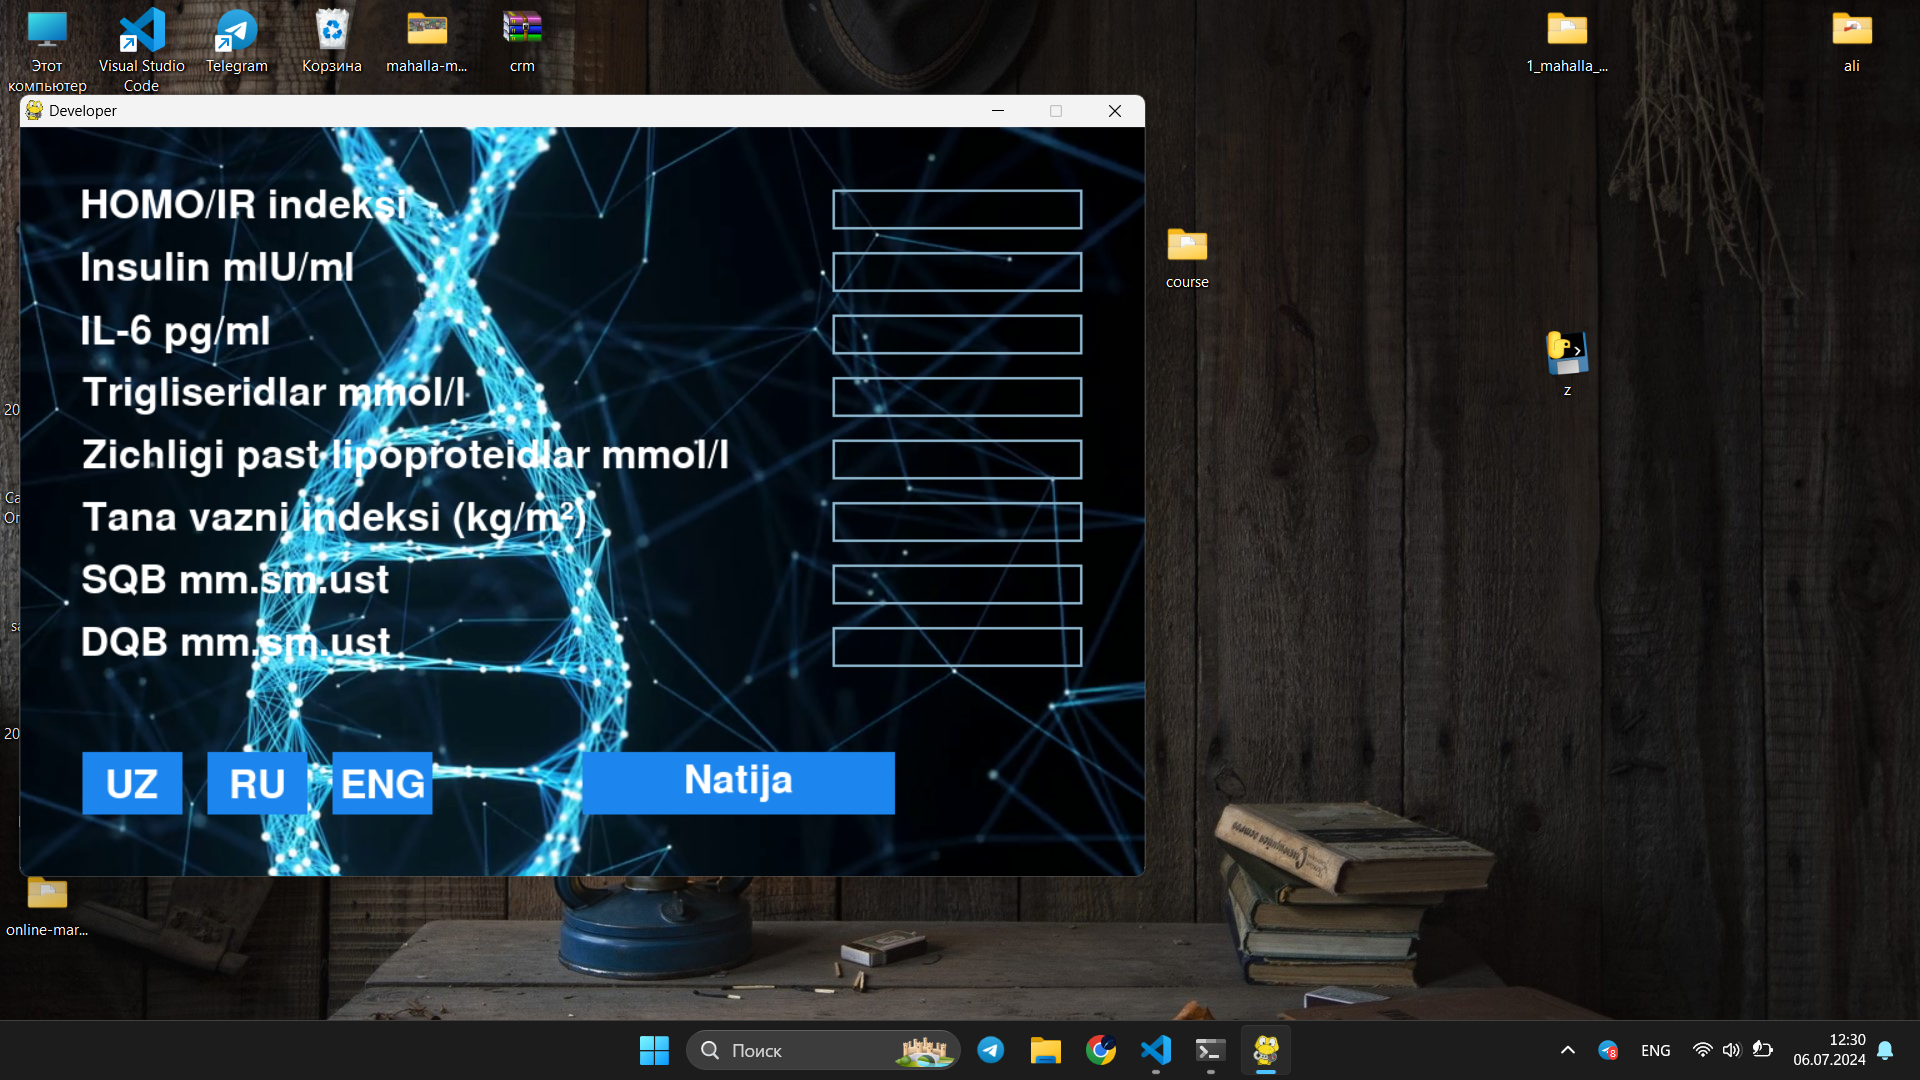 Этот
компьютер
Visual Studio
Code
Telegram
Корзина
mahalla-m...
crm
1_mahalla_...
ali
Developer
HOMO/IR indeksi
Insulin mIU/ml
IL-6 pg/ml
Trigliseridlar mmol/l
Zichligi past lipoproteidlar mmol/l
Tana vazni indeksi (kg/m²)
SQB mm.sm.ust
DQB mm.sm.ust
UZ
RU
ENG
Natija
course
z
20
Ca
Or
sa
20
online-mar...
Поиск
8
ENG
12:30
06.07.2024